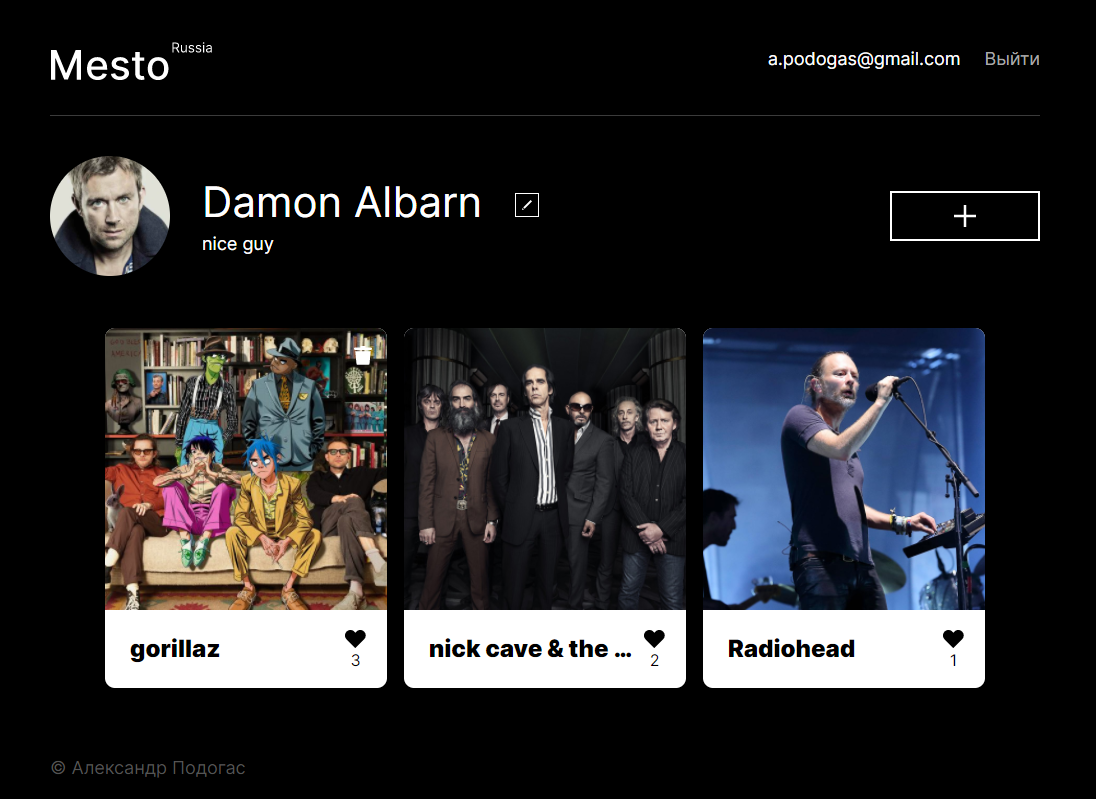 Mesto Russia
a.podogas@gmail.com Выйти
Damon Albarn
nice guy
gorillaz
3
nick cave & the ...
2
Radiohead
1
© Александр Подогас